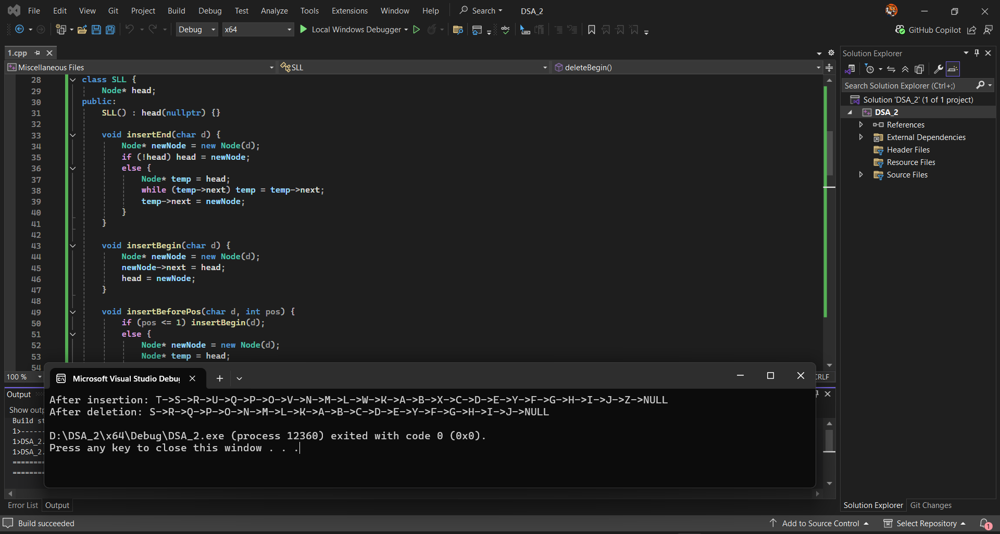 File Edit View Git Project Build Debug Test Analyze Tools Extensions Window Help Search DSA_2
Debug x64 Local Windows Debugger GitHub Copilot
1.cpp
Miscellaneous Files SLL deleteBegin()
28 class SLL {
29 Node* head;
30 public:
31 SLL() : head(nullptr) {}
32
33 void insertEnd(char d) {
34 Node* newNode = new Node(d);
35 if (!head) head = newNode;
36 else {
37 Node* temp = head;
38 while (temp->next) temp = temp->next;
39 temp->next = newNode;
40 }
41 }
42
43 void insertBegin(char d) {
44 Node* newNode = new Node(d);
45 newNode->next = head;
46 head = newNode;
47 }
48
49 void insertBeforePos(char d, int pos) {
50 if (pos <= 1) insertBegin(d);
51 else {
52 Node* newNode = new Node(d);
53 Node* temp = head;
54
100 % CRLF
Solution Explorer
Search Solution Explorer (Ctrl+;)
Solution 'DSA_2' (1 of 1 project)
DSA_2
References
External Dependencies
Header Files
Resource Files
Source Files
Output
Show outp
Build st
1>------
1>DSA_2.
1>DSA_2.
========
========
Microsoft Visual Studio Debug
After insertion: T->S->R->U->Q->P->O->V->N->M->L->W->K->A->B->X->C->D->E->Y->F->G->H->I->J->Z->NULL
After deletion: S->R->Q->P->O->N->M->L->K->A->B->C->D->E->Y->F->G->H->I->J->NULL
D:\DSA_2\x64\Debug\DSA_2.exe (process 12360) exited with code 0 (0x0).
Press any key to close this window . . .
Error List Output
Solution Explorer Git Changes
Build succeeded Add to Source Control Select Repository 1